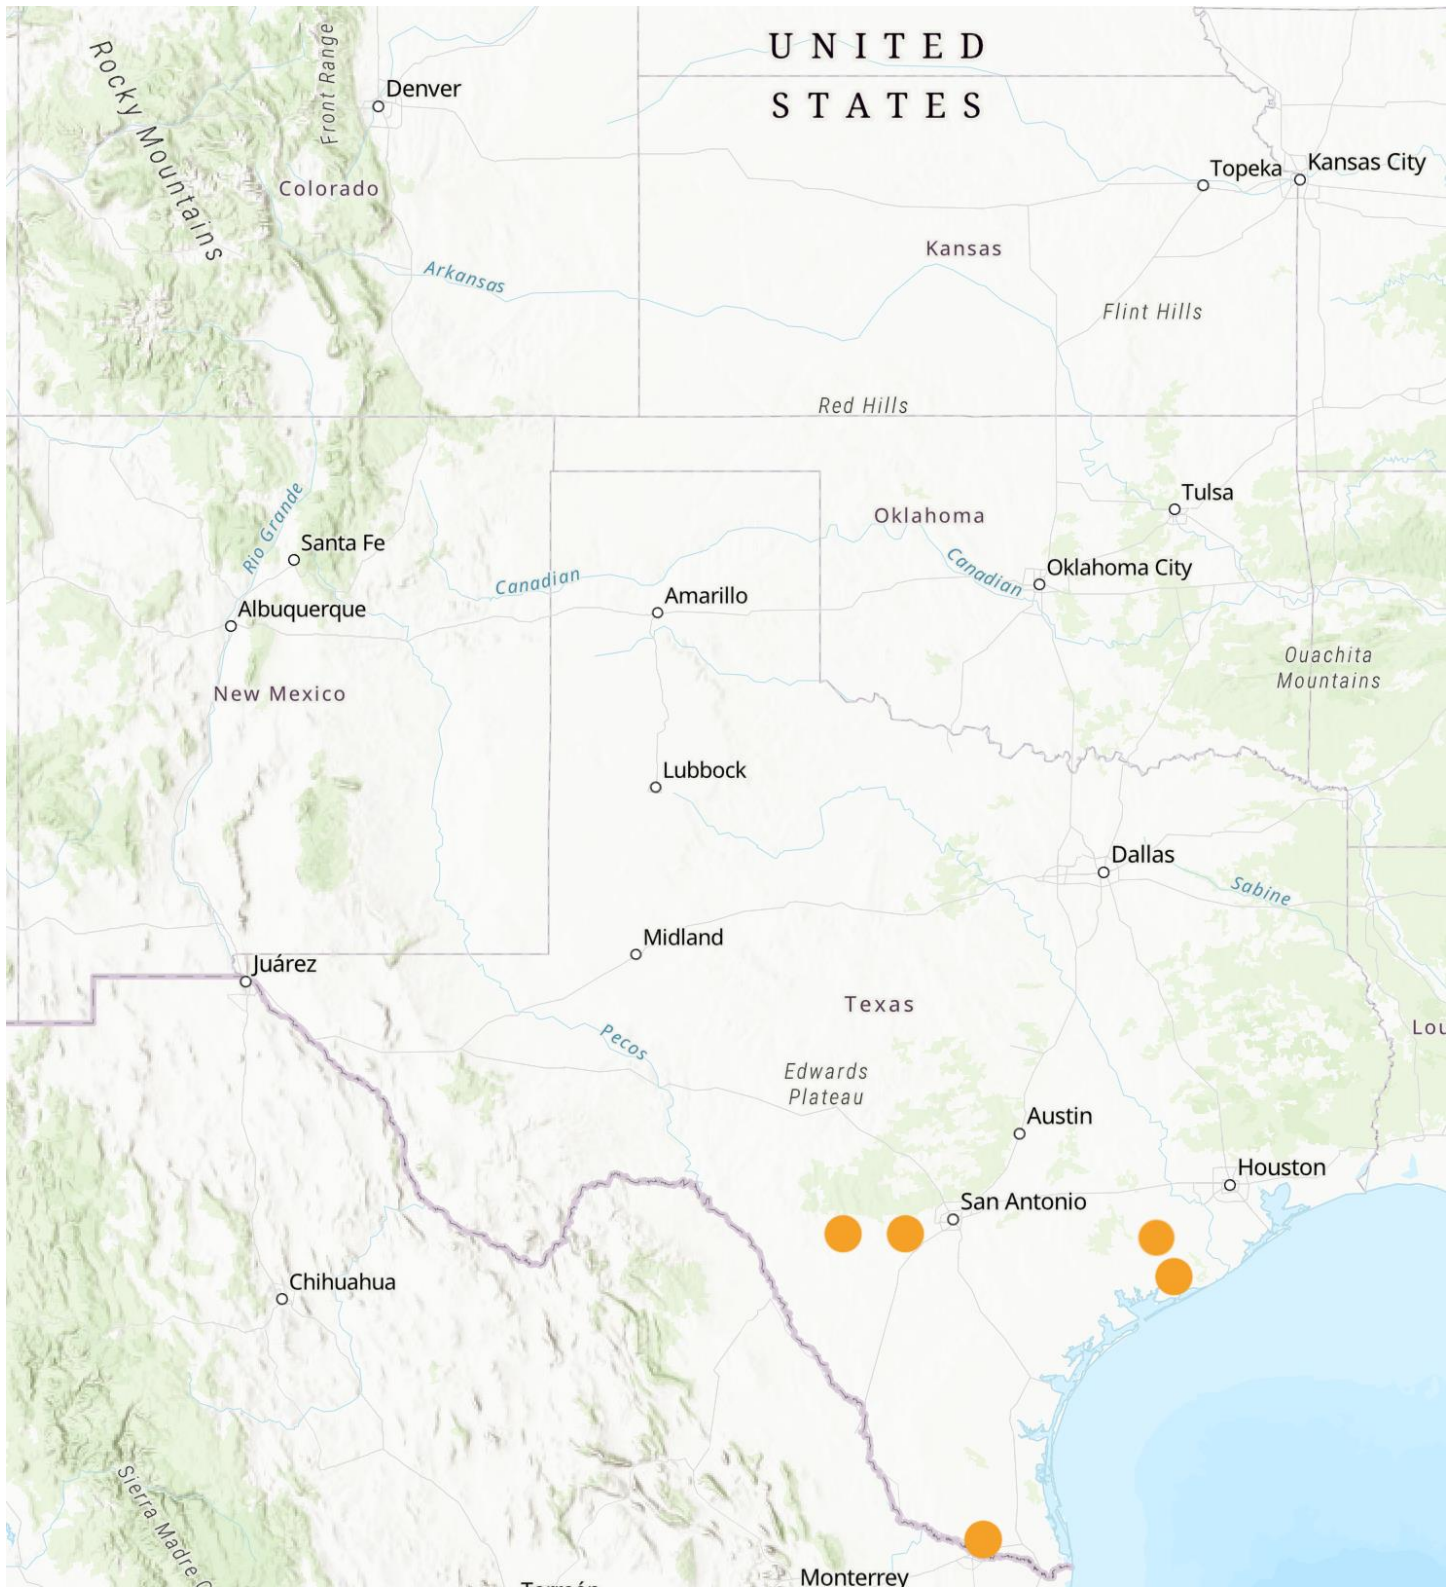 UNITED
STATES
Rocky Mountains
Front Range
Denver
Colorado
Topeka
Kansas City
Kansas
Arkansas
Flint Hills
Red Hills
Tulsa
Oklahoma
Rio Grande
Santa Fe
Canadian
Canadian
Oklahoma City
Amarillo
Albuquerque
Ouachita
Mountains
New Mexico
Lubbock
Dallas
Sabine
Midland
Juárez
Texas
Lou
Pecos
Edwards
Plateau
Austin
Houston
San Antonio
Chihuahua
Sierra Madre
Monterrey